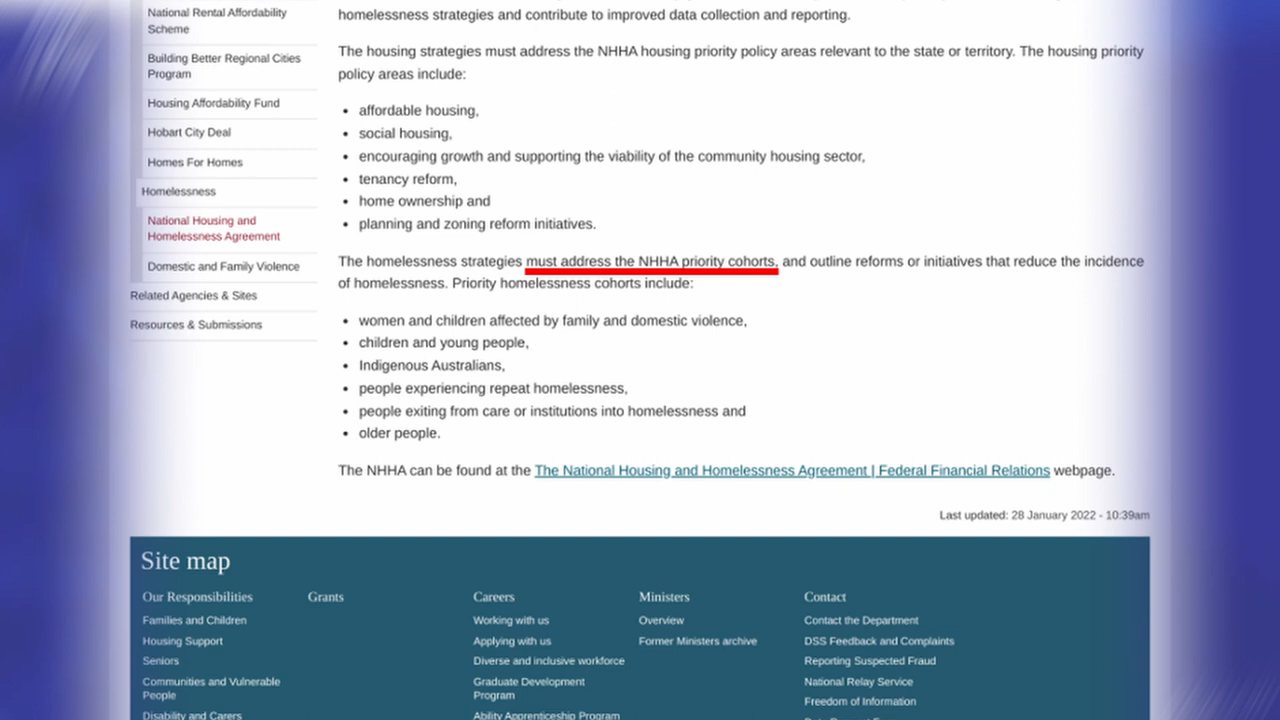 National Rental Affordability
Scheme
Building Better Regional Cities
Program
Housing Affordability Fund
Hobart City Deal
Homes For Homes
Homelessness
National Housing and
Homelessness Agreement
Domestic and Family Violence
Related Agencies & Sites
Resources & Submissions
homelessness strategies and contribute to improved data collection and reporting.
The housing strategies must address the NHHA housing priority policy areas relevant to the state or territory. The housing priority
policy areas include:
• affordable housing,
• social housing,
• encouraging growth and supporting the viability of the community housing sector,
• tenancy reform,
• home ownership and
• planning and zoning reform initiatives.
The homelessness strategies must address the NHHA priority cohorts, and outline reforms or initiatives that reduce the incidence
of homelessness. Priority homelessness cohorts include:
• women and children affected by family and domestic violence,
• children and young people,
• Indigenous Australians,
• people experiencing repeat homelessness,
• people exiting from care or institutions into homelessness and
• older people.
The NHHA can be found at the The National Housing and Homelessness Agreement | Federal Financial Relations webpage.
Last updated: 28 January 2022 - 10:39am
Site map
Our Responsibilities
Families and Children
Housing Support
Seniors
Communities and Vulnerable
People
Disability and Carers
Grants
Careers
Working with us
Applying with us
Diverse and inclusive workforce
Graduate Development
Program
Ability Apprenticeship Program
Ministers
Overview
Former Ministers archive
Contact
Contact the Department
DSS Feedback and Complaints
Reporting Suspected Fraud
National Relay Service
Freedom of Information